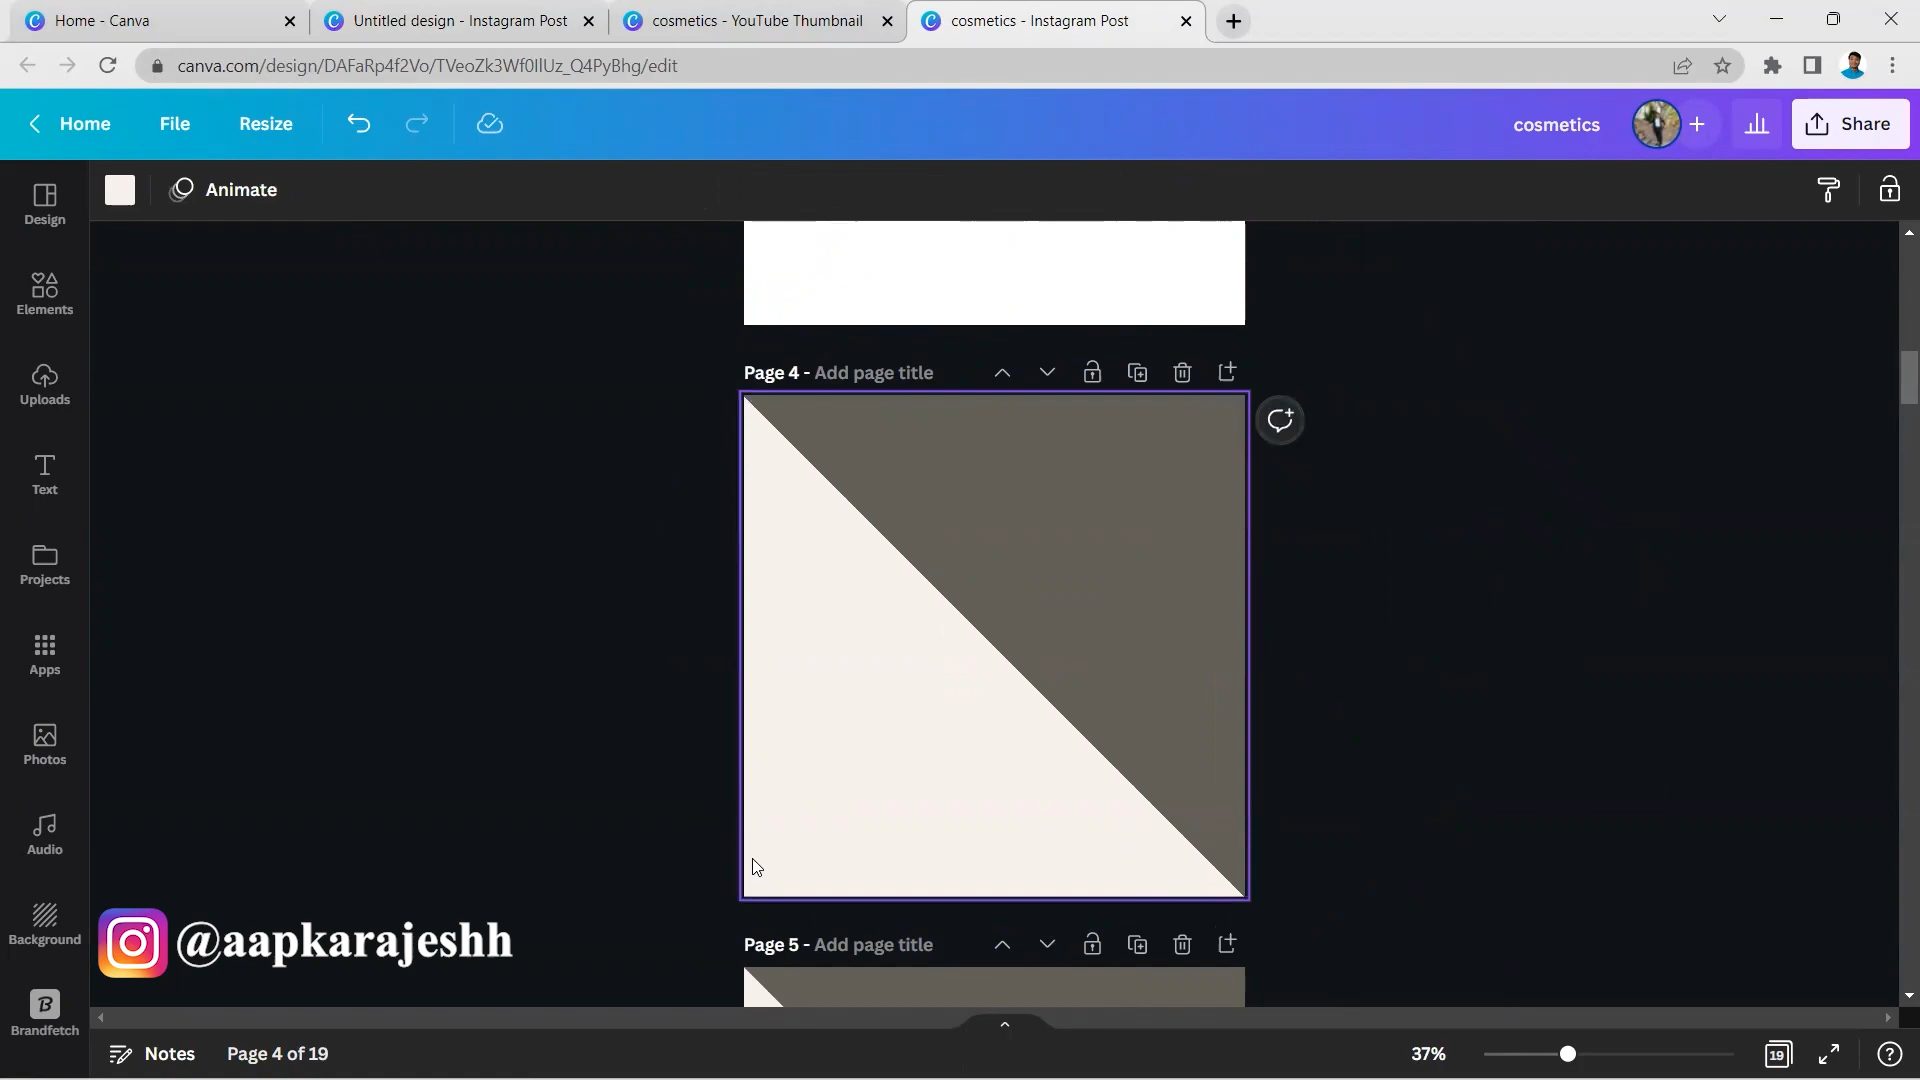 Home - Canva
Untitled design - Instagram Post
cosmetics - YouTube Thumbnail
cosmetics - Instagram Post
canva.com/design/DAFaRp4f2Vo/TVeoZk3Wf0IlUz_Q4PyBhg/edit
Home
File
Resize
cosmetics
Share
Animate
Design
Elements
Uploads
Text
Projects
Apps
Photos
Audio
Background
Brandfetch
Page 4 - Add page title
@aapkarajeshh
Page 5 - Add page title
Notes
Page 4 of 19
37%
19